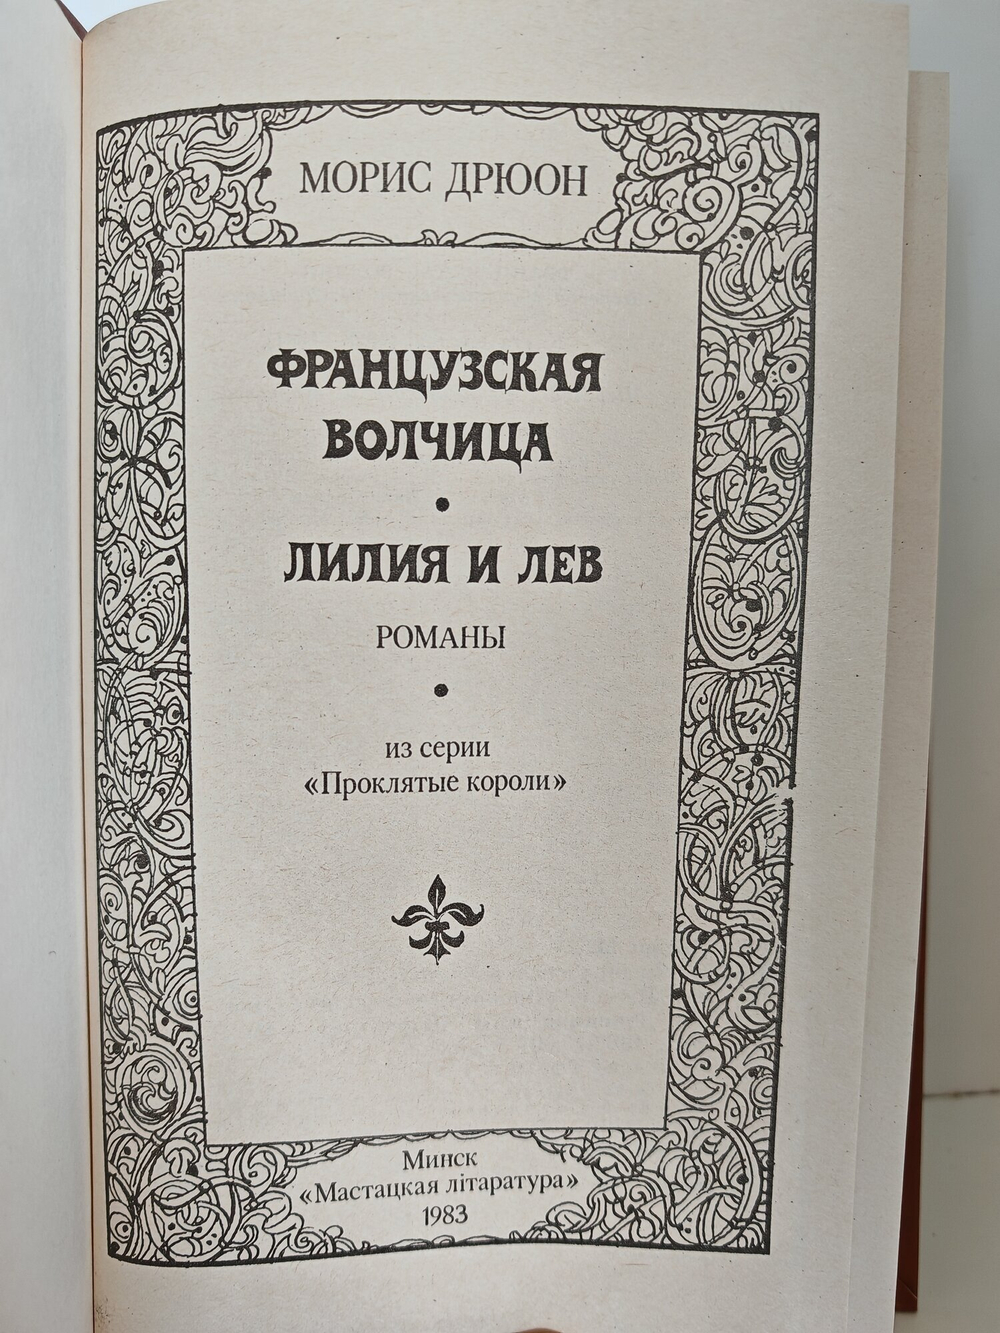 МОРИС ДРЮОН
ФРАНЦУЗСКАЯ
ВОЛЧИЦА
•
ЛИЛИЯ И ЛЕВ
РОМАНЫ
•
из серии
«Проклятые короли»
Минск
«Мастацкая літаратура»
1983